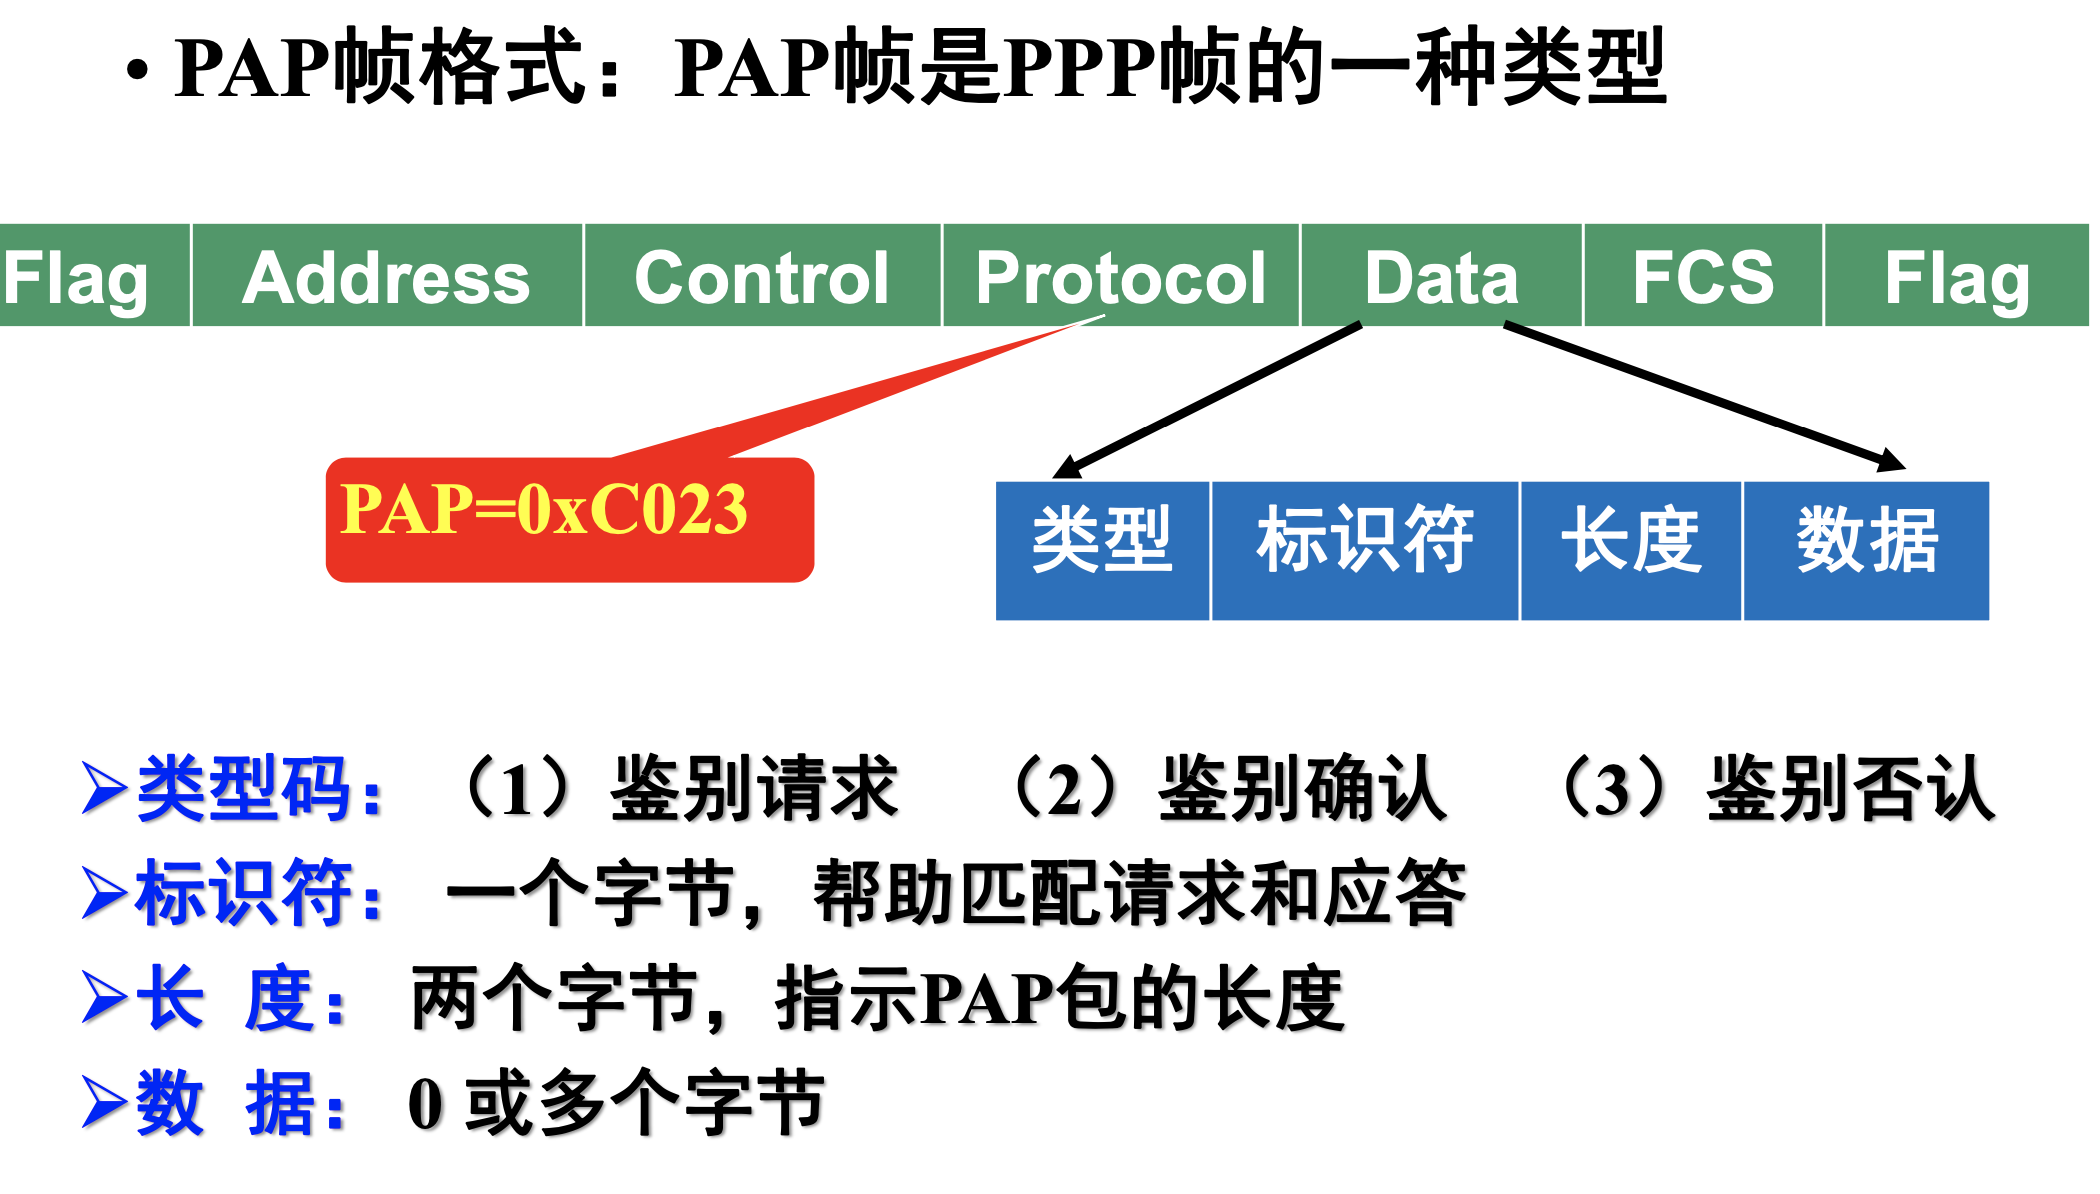 • PAP帧格式：PAP帧是PPP帧的一种类型
Flag Address Control Protocol Data FCS Flag
PAP=0xC023
类型 标识符 长度 数据
➢类型码：（1）鉴别请求 （2）鉴别确认 （3）鉴别否认
➢标识符： 一个字节，帮助匹配请求和应答
➢长 度： 两个字节，指示PAP包的长度
➢数 据： 0 或多个字节